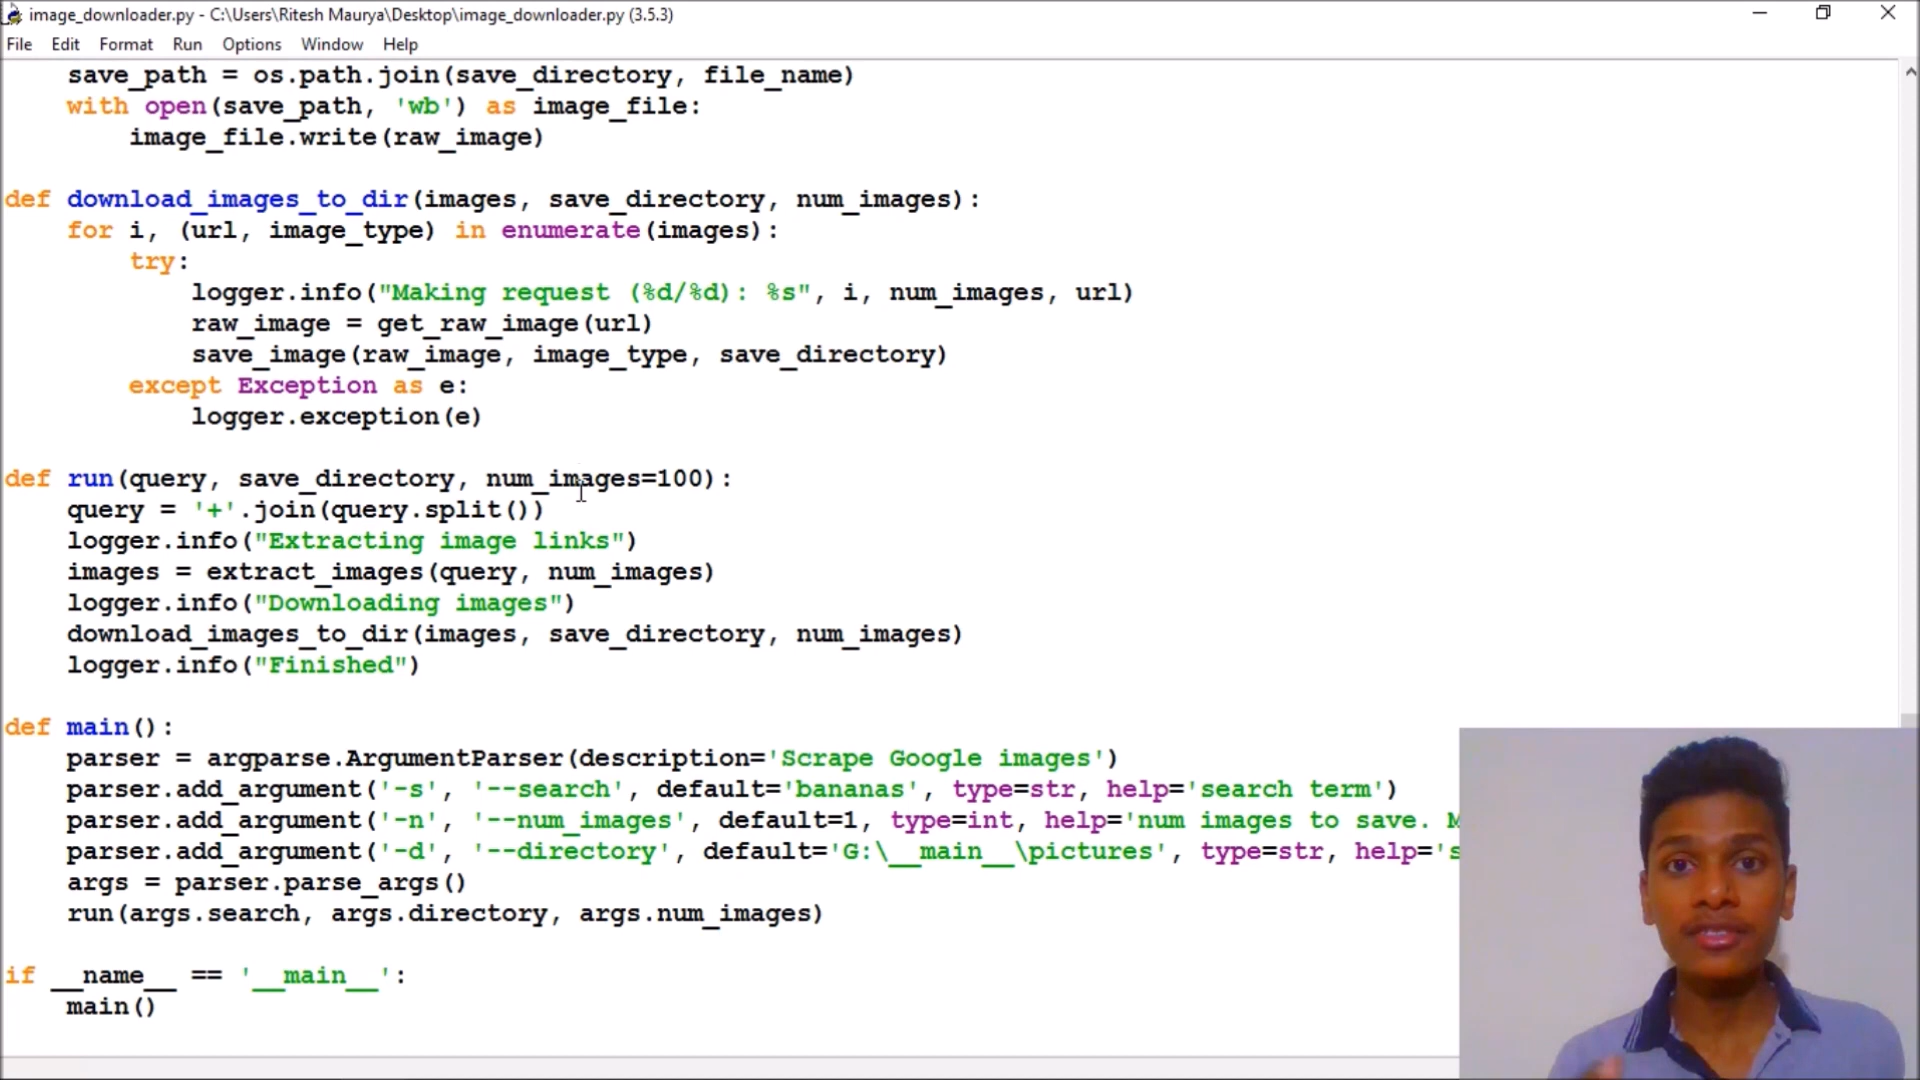 image_downloader.py - C:\Users\Ritesh Maurya\Desktop\image_downloader.py (3.5.3)
File Edit Format Run Options Window Help
    save_path = os.path.join(save_directory, file_name)
    with open(save_path, 'wb') as image_file:
        image_file.write(raw_image)

def download_images_to_dir(images, save_directory, num_images):
    for i, (url, image_type) in enumerate(images):
        try:
            logger.info("Making request (%d/%d): %s", i, num_images, url)
            raw_image = get_raw_image(url)
            save_image(raw_image, image_type, save_directory)
        except Exception as e:
            logger.exception(e)

def run(query, save_directory, num_images=100):
    query = '+'.join(query.split())
    logger.info("Extracting image links")
    images = extract_images(query, num_images)
    logger.info("Downloading images")
    download_images_to_dir(images, save_directory, num_images)
    logger.info("Finished")

def main():
    parser = argparse.ArgumentParser(description='Scrape Google images')
    parser.add_argument('-s', '--search', default='bananas', type=str, help='search term')
    parser.add_argument('-n', '--num_images', default=1, type=int, help='num images to save. M
    parser.add_argument('-d', '--directory', default='G:\__main__\pictures', type=str, help='s
    args = parser.parse_args()
    run(args.search, args.directory, args.num_images)

if __name__ == '__main__':
    main()